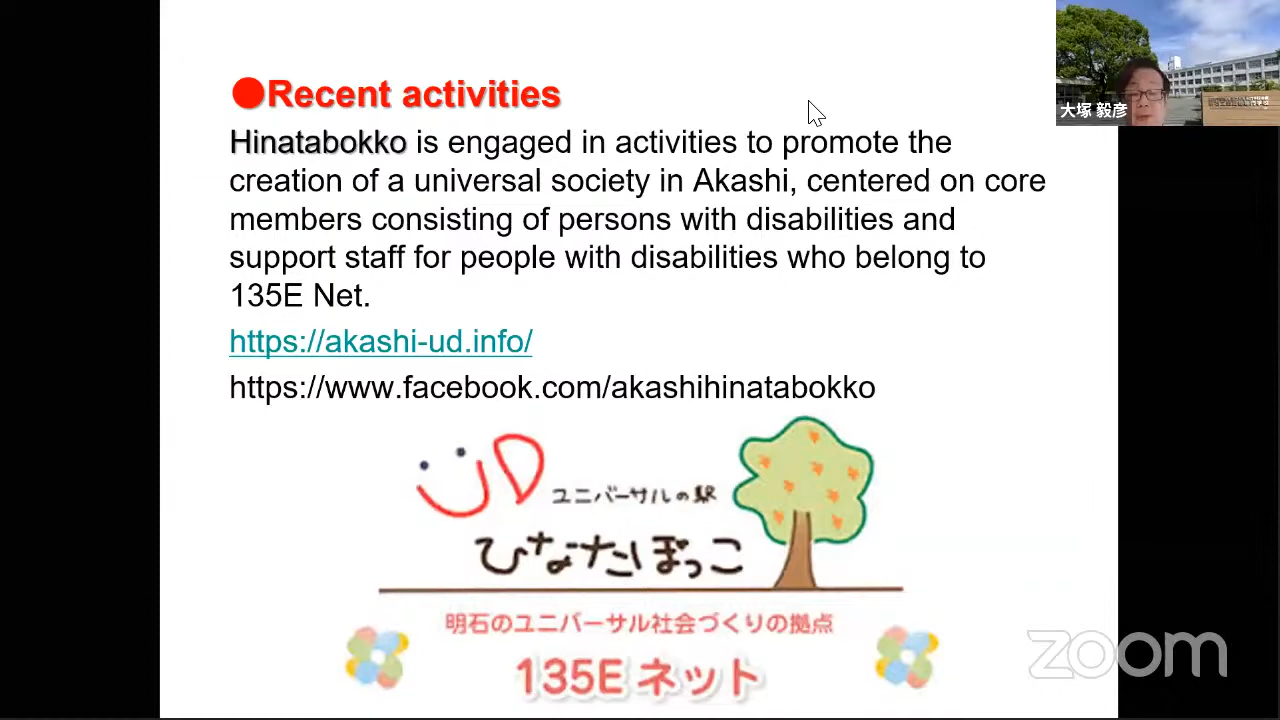 ●Recent activities
Hinatabokko is engaged in activities to promote the
creation of a universal society in Akashi, centered on core
members consisting of persons with disabilities and
support staff for people with disabilities who belong to
135E Net.
https://akashi-ud.info/
https://www.facebook.com/akashihinatabokko
UD ユニバーサルの駅
ひなたぼっこ
明石のユニバーサル社会づくりの拠点
135E ネット
大塚 毅彦
zoom